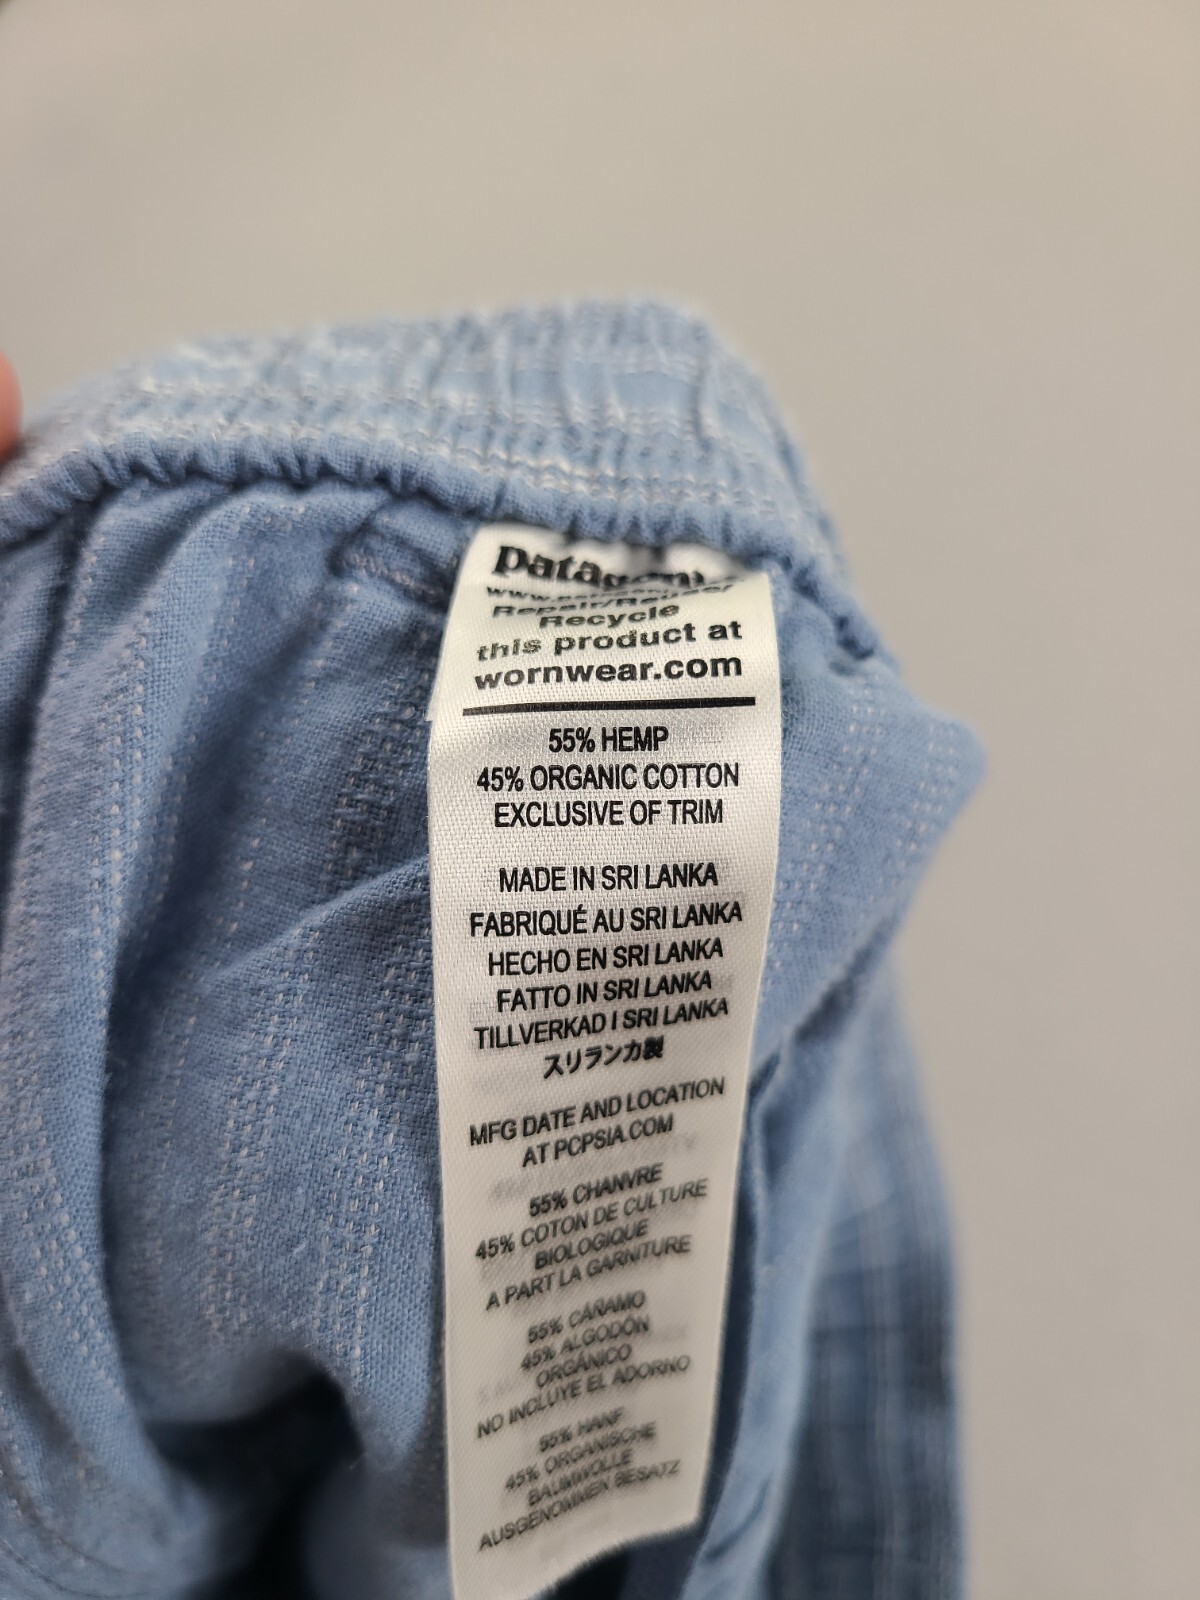 patagonia
Repair/Reuse/
Recycle
this product at
wornwear.com
55% HEMP
45% ORGANIC COTTON
EXCLUSIVE OF TRIM
MADE IN SRI LANKA
FABRIQUÉ AU SRI LANKA
HECHO EN SRI LANKA
FATTO IN SRI LANKA
TILLVERKAD I SRI LANKA
スリランカ製
MFG DATE AND LOCATION
AT PCPSIA.COM
55% CHANVRE
45% COTON DE CULTURE
BIOLOGIQUE
A PART LA GARNITURE
55% CÁÑAMO
45% ALGODÓN
ORGÁNICO
NO INCLUYE EL ADORNO
55% HANF
45% ORGANISCHE
BAUMWOLLE
AUSGENOMMEN BESATZ